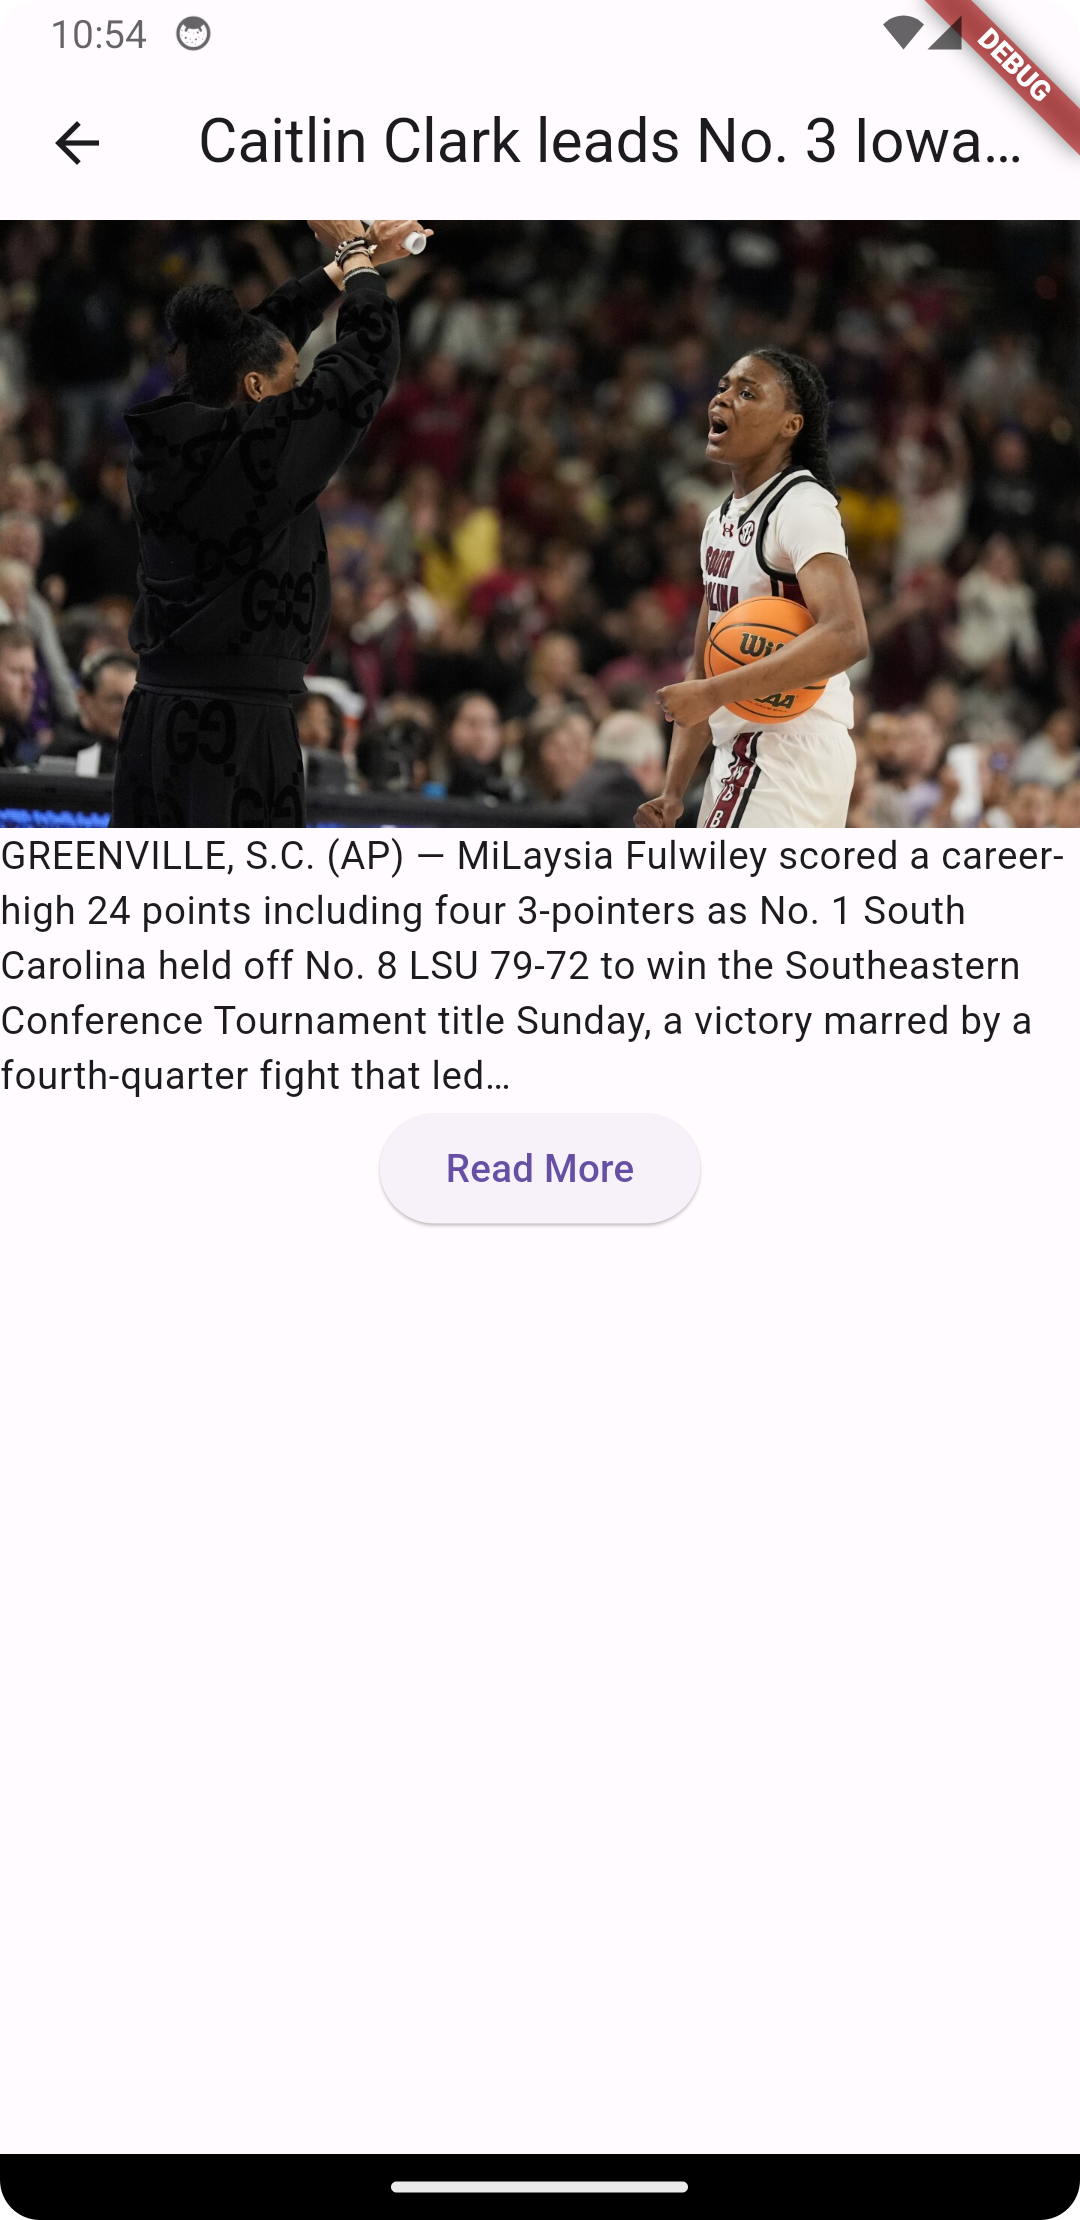 10:54
DEBUG
Caitlin Clark leads No. 3 Iowa…
SOUTH
GREENVILLE, S.C. (AP) — MiLaysia Fulwiley scored a career-
high 24 points including four 3-pointers as No. 1 South
Carolina held off No. 8 LSU 79-72 to win the Southeastern
Conference Tournament title Sunday, a victory marred by a
fourth-quarter fight that led…
Read More